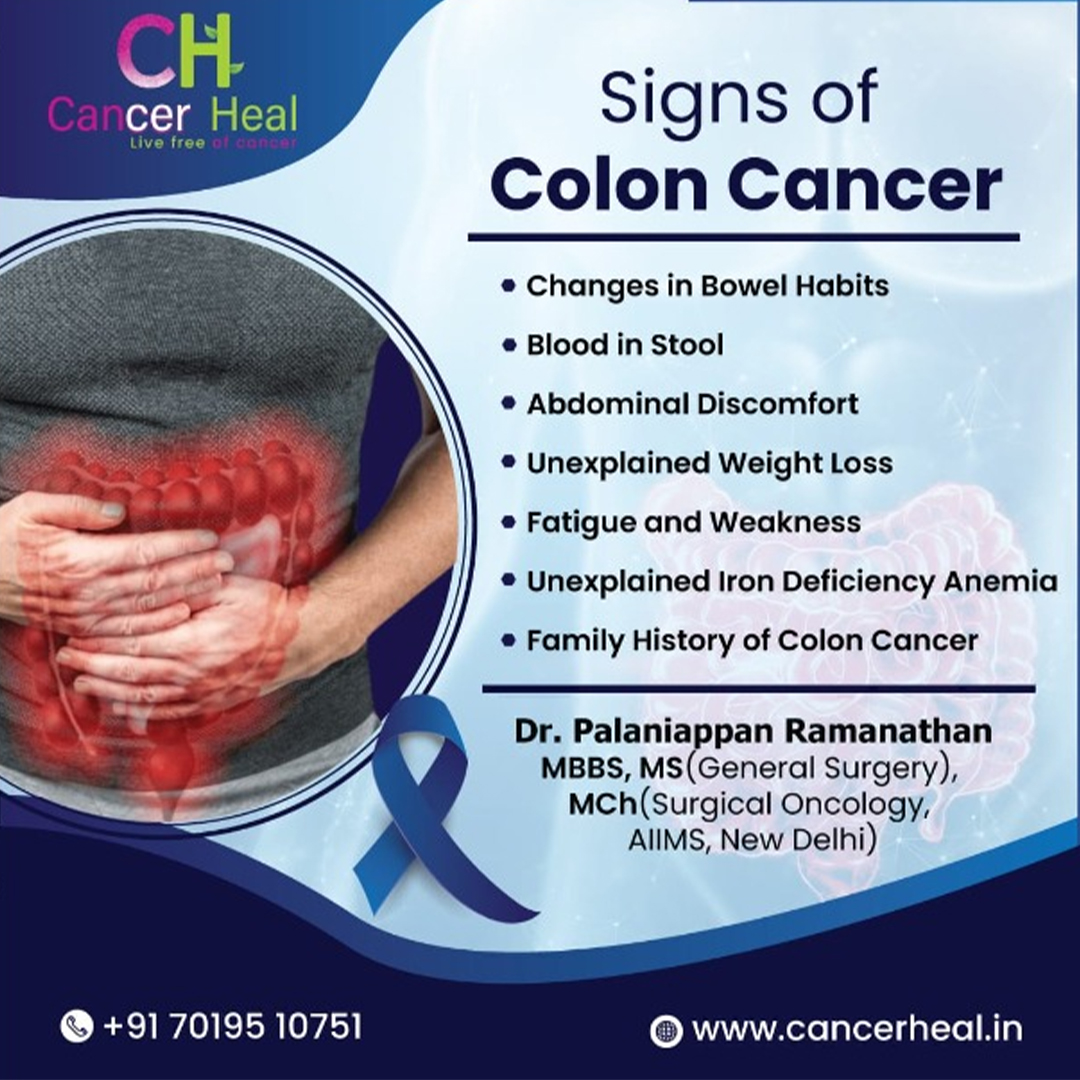 CH
Cancer Heal
Live free of cancer
Signs of
Colon Cancer
Changes in Bowel Habits
Blood in Stool
Abdominal Discomfort
Unexplained Weight Loss
Fatigue and Weakness
Unexplained Iron Deficiency Anemia
Family History of Colon Cancer
Dr. Palaniappan Ramanathan
MBBS, MS(General Surgery),
MCh(Surgical Oncology,
AIIMS, New Delhi)
+91 70195 10751
www.cancerheal.in